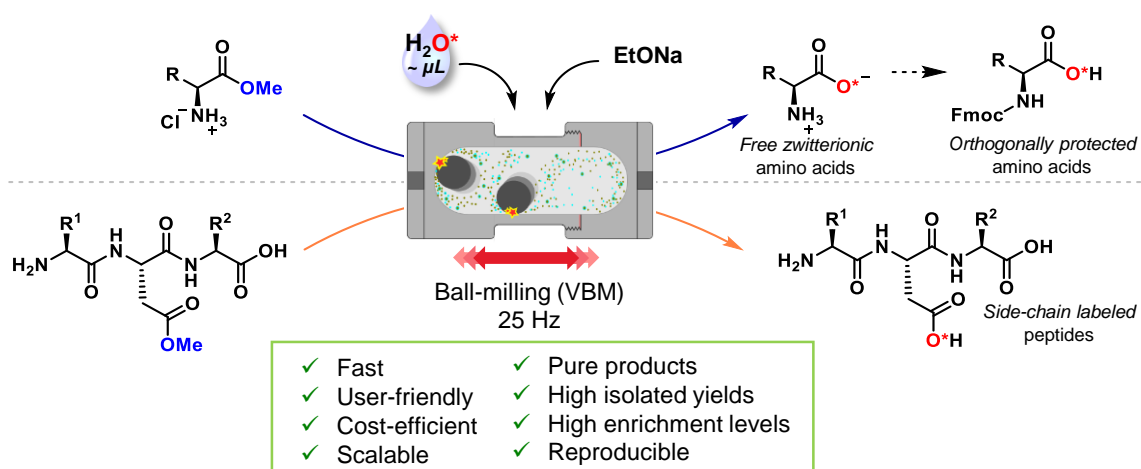 H₂O*
~ µL
EtONa
R
O
OMe
Cl⁻
NH₃
+
R
O
O*⁻
NH₃
+
Free zwitterionic
amino acids
R
O
O*H
NH
Fmoc
Orthogonally protected
amino acids
R¹
H₂N
O
H
N
O
N
H
R²
O
OH
O
OMe
Ball-milling (VBM)
25 Hz
R¹
H₂N
O
H
N
O
N
H
R²
O
OH
O
O*H
Side-chain labeled
peptides
✓ Fast
✓ User-friendly
✓ Cost-efficient
✓ Scalable
✓ Pure products
✓ High isolated yields
✓ High enrichment levels
✓ Reproducible